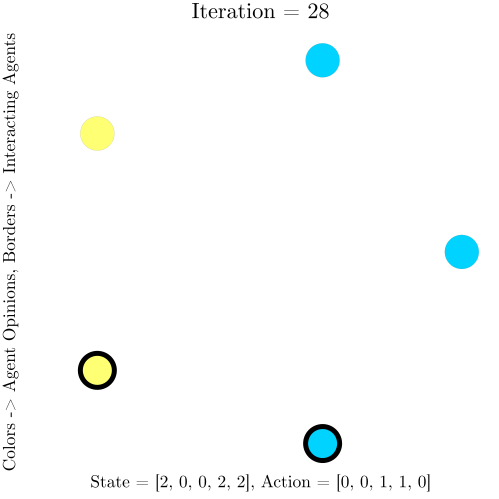 Iteration = 28
Colors -> Agent Opinions, Borders -> Interacting Agents
State = [2, 0, 0, 2, 2], Action = [0, 0, 1, 1, 0]